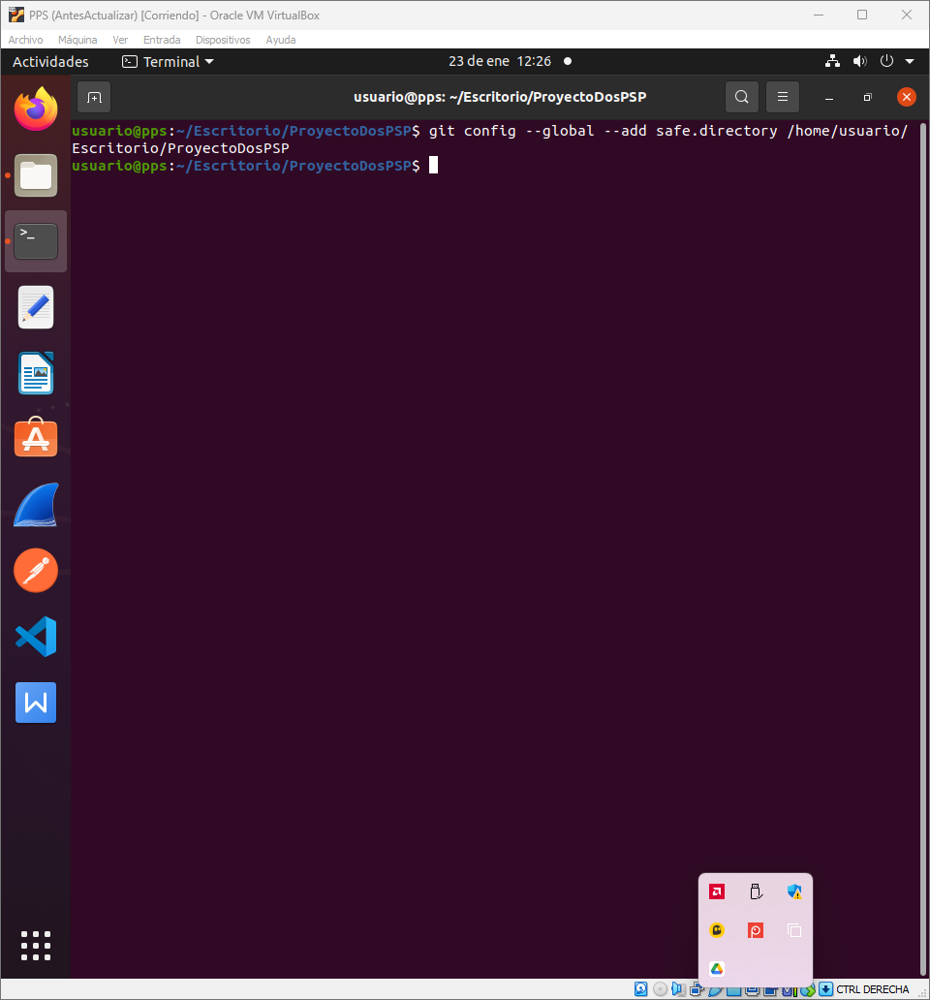 PPS (AntesActualizar) [Corriendo] - Oracle VM VirtualBox
Archivo Máquina Ver Entrada Dispositivos Ayuda
Actividades Terminal 23 de ene 12:26
usuario@pps: ~/Escritorio/ProyectoDosPSP
usuario@pps:~/Escritorio/ProyectoDosPSP$ git config --global --add safe.directory /home/usuario/
Escritorio/ProyectoDosPSP
usuario@pps:~/Escritorio/ProyectoDosPSP$
CTRL DERECHA